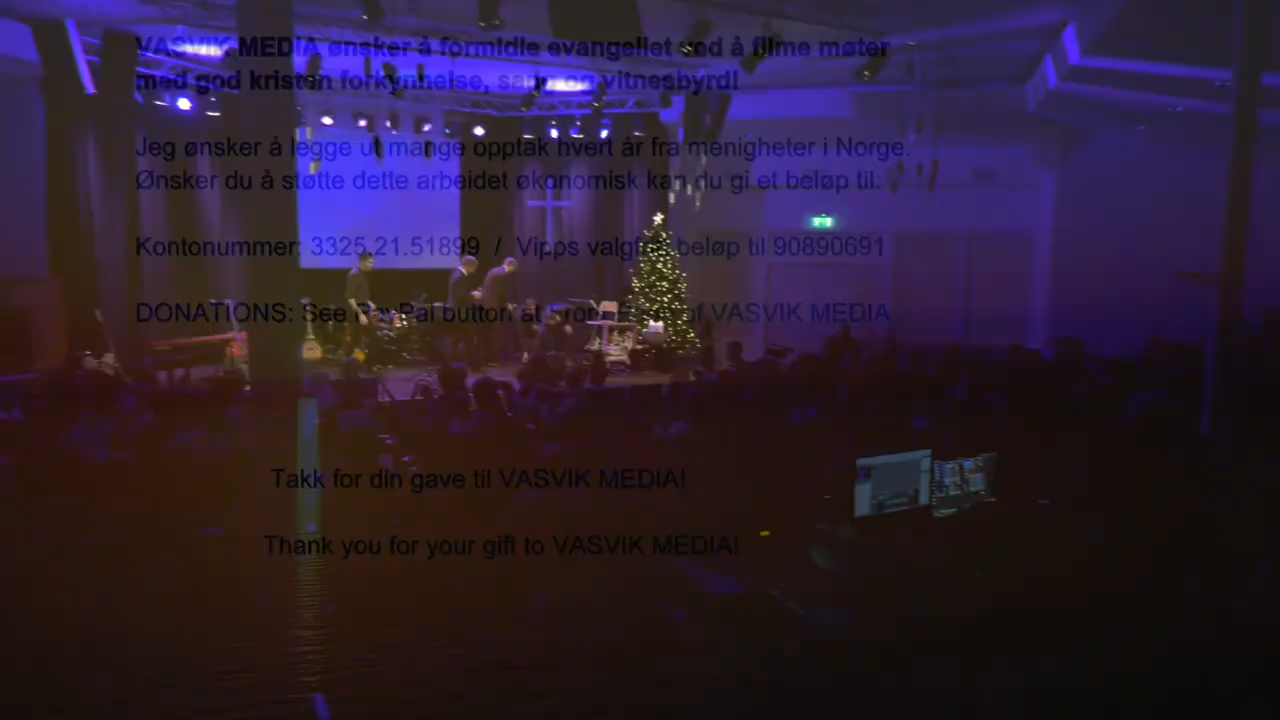 VASVIK MEDIA ønsker å formidle evangeliet ved å filme møter
med god kristen forkynnelse, sang og vitnesbyrd!
Jeg ønsker å legge ut mange opptak hvert år fra menigheter i Norge.
Ønsker du å støtte dette arbeidet økonomisk kan du gi et beløp til:
Kontonummer: 3325.21.51899 / Vipps valgfritt beløp til 90890691
DONATIONS: See PayPal button at Front Page of VASVIK MEDIA
Takk for din gave til VASVIK MEDIA!
Thank you for your gift to VASVIK MEDIA!